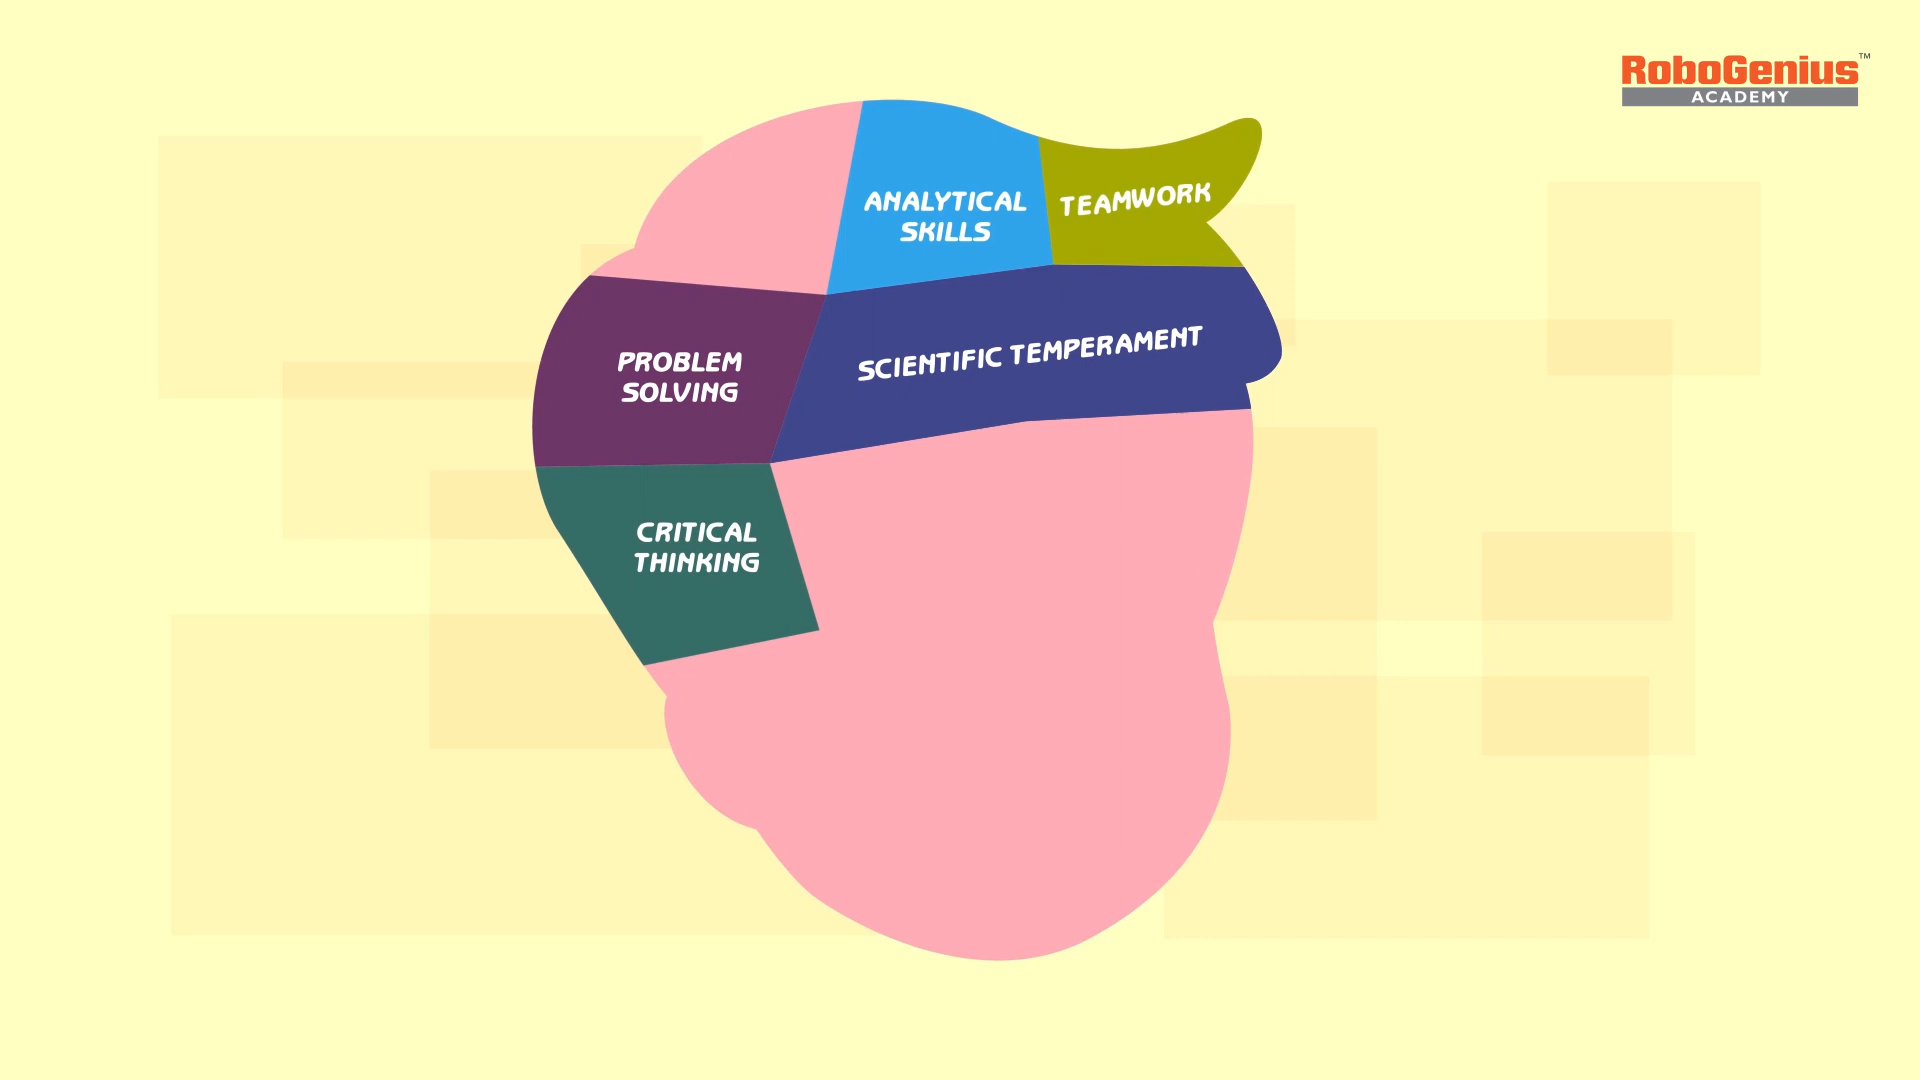 RoboGenius™
ACADEMY
ANALYTICAL
SKILLS
TEAMWORK
PROBLEM
SOLVING
SCIENTIFIC TEMPERAMENT
CRITICAL
THINKING